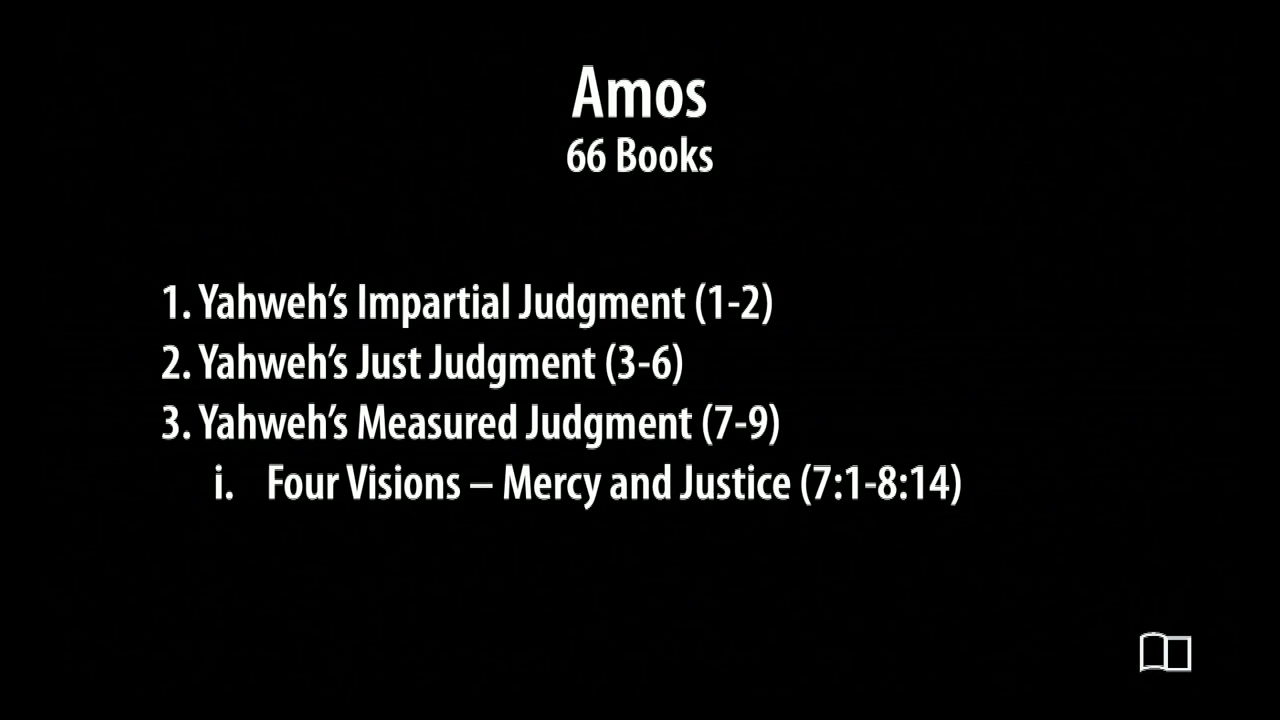 Amos
66 Books
1. Yahweh’s Impartial Judgment (1-2)
2. Yahweh’s Just Judgment (3-6)
3. Yahweh’s Measured Judgment (7-9)
i. Four Visions – Mercy and Justice (7:1-8:14)